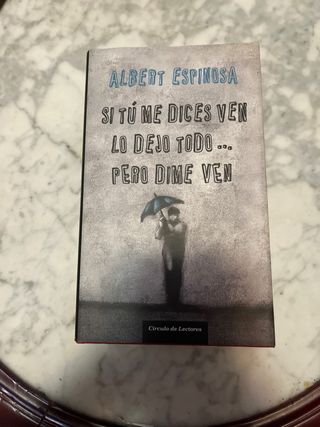 ALBERT ESPINOSA
SI TÚ ME DICES VEN
LO DEJO TODO...
PERO DIME VEN
Círculo de Lectores